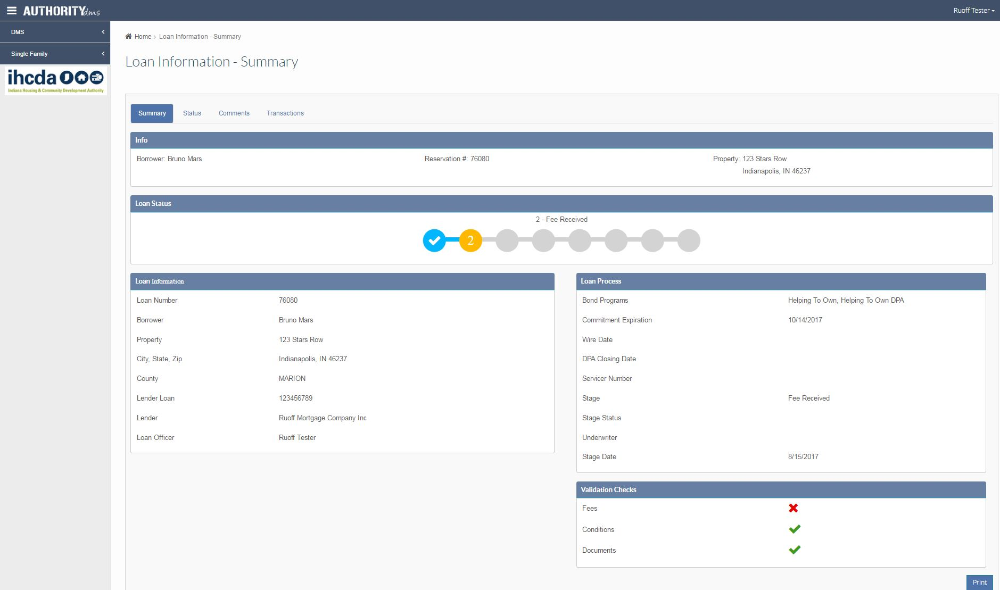 AUTHORITYdms
Ruoff Tester
DMS
Single Family
ihcda
Indiana Housing & Community Development Authority
Home > Loan Information - Summary
Loan Information - Summary
Summary Status Comments Transactions
Info
Borrower: Bruno Mars Reservation #: 76080 Property: 123 Stars Row
Indianapolis, IN 46237
Loan Status
2 - Fee Received
2
Loan Information
Loan Number 76080
Borrower Bruno Mars
Property 123 Stars Row
City, State, Zip Indianapolis, IN 46237
County MARION
Lender Loan 123456789
Lender Ruoff Mortgage Company Inc
Loan Officer Ruoff Tester
Loan Process
Bond Programs Helping To Own, Helping To Own DPA
Commitment Expiration 10/14/2017
Wire Date
DPA Closing Date
Servicer Number
Stage Fee Received
Stage Status
Underwriter
Stage Date 8/15/2017
Validation Checks
Fees
Conditions
Documents
Print